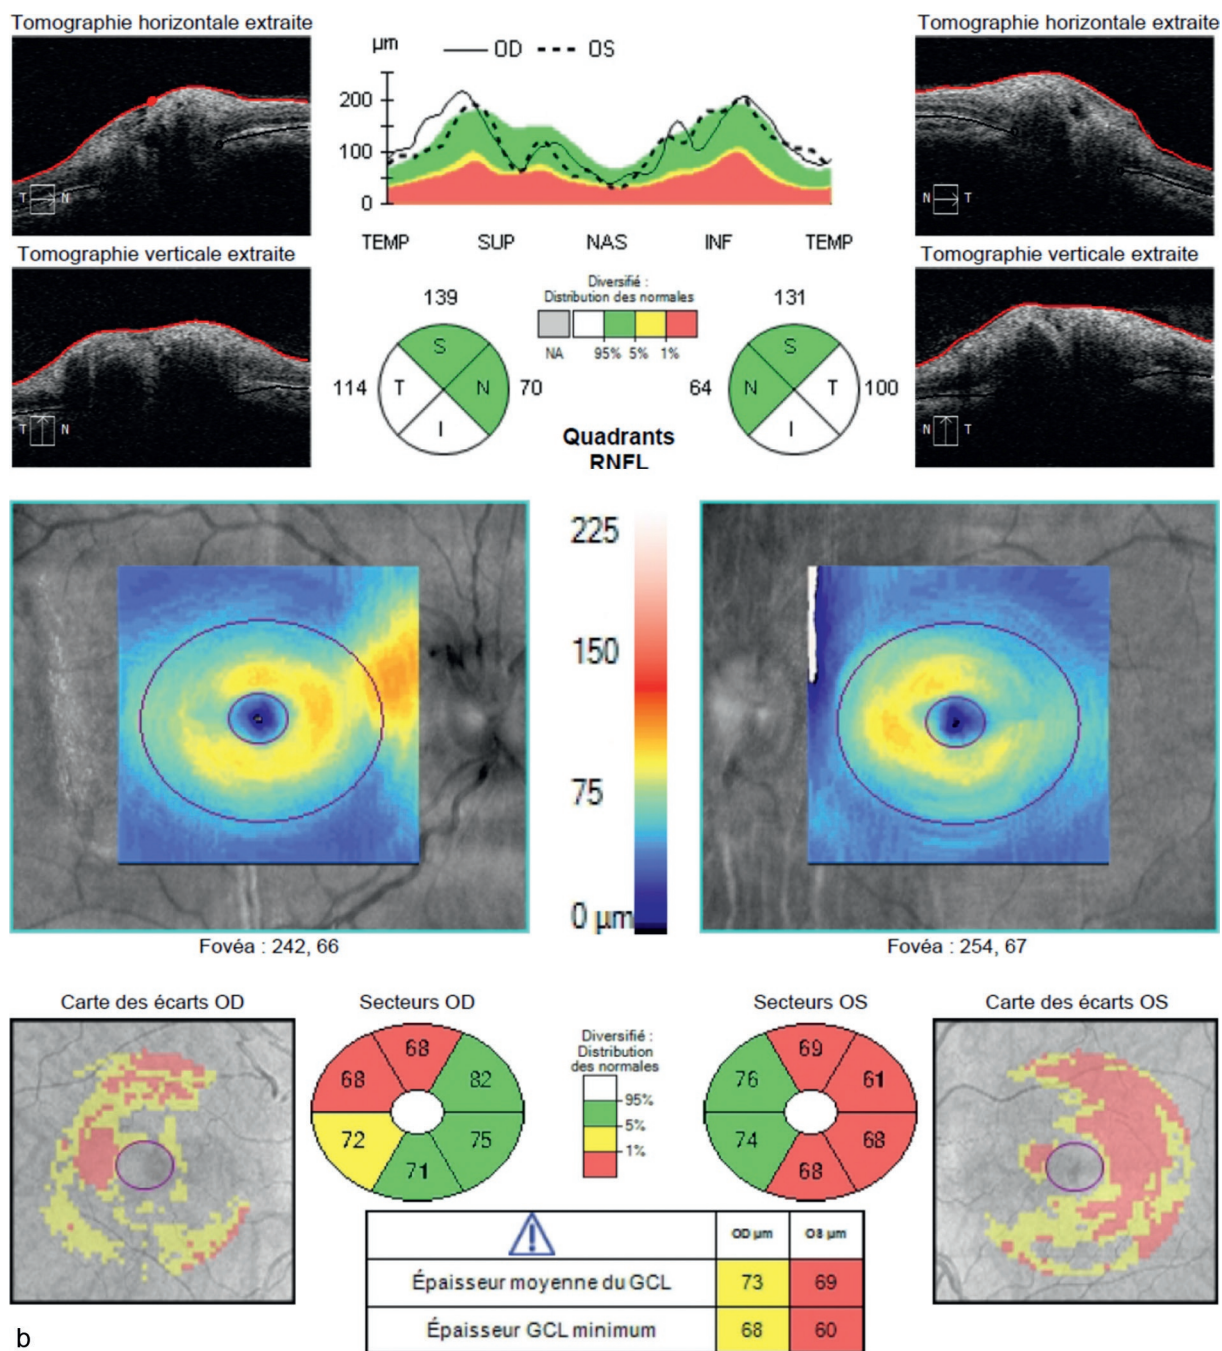 Tomographie horizontale extraite
µm
OD
OS
Tomographie horizontale extraite
200
100
0
T
N
N
T
TEMP
SUP
NAS
INF
TEMP
Tomographie verticale extraite
Tomographie verticale extraite
Diversifié :
Distribution des normales
NA
95%
5%
1%
139
S
114
T
N
70
I
131
S
64
N
T
100
I
T
N
N
T
Quadrants
RNFL
225
150
75
0 µm
Fovéa : 242, 66
Fovéa : 254, 67
Carte des écarts OD
Secteurs OD
Secteurs OS
Carte des écarts OS
68
68
82
72
75
71
Diversifié :
Distribution
des normales
95%
5%
1%
69
76
61
74
68
68
OD µm
OS µm
Épaisseur moyenne du GCL
73
69
Épaisseur GCL minimum
68
60
b